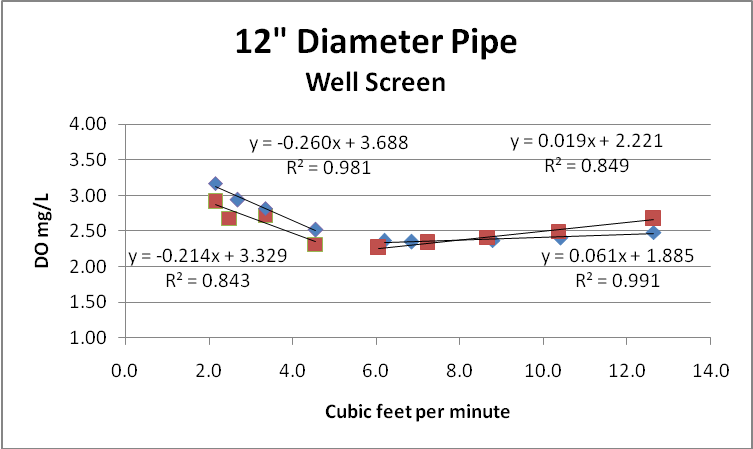 12" Diameter Pipe
Well Screen
4.00
3.50
3.00
2.50
2.00
1.50
1.00
DO mg/L
y = -0.260x + 3.688
R² = 0.981
y = 0.019x + 2.221
R² = 0.849
y = -0.214x + 3.329
R² = 0.843
y = 0.061x + 1.885
R² = 0.991
0.0 2.0 4.0 6.0 8.0 10.0 12.0 14.0
Cubic feet per minute